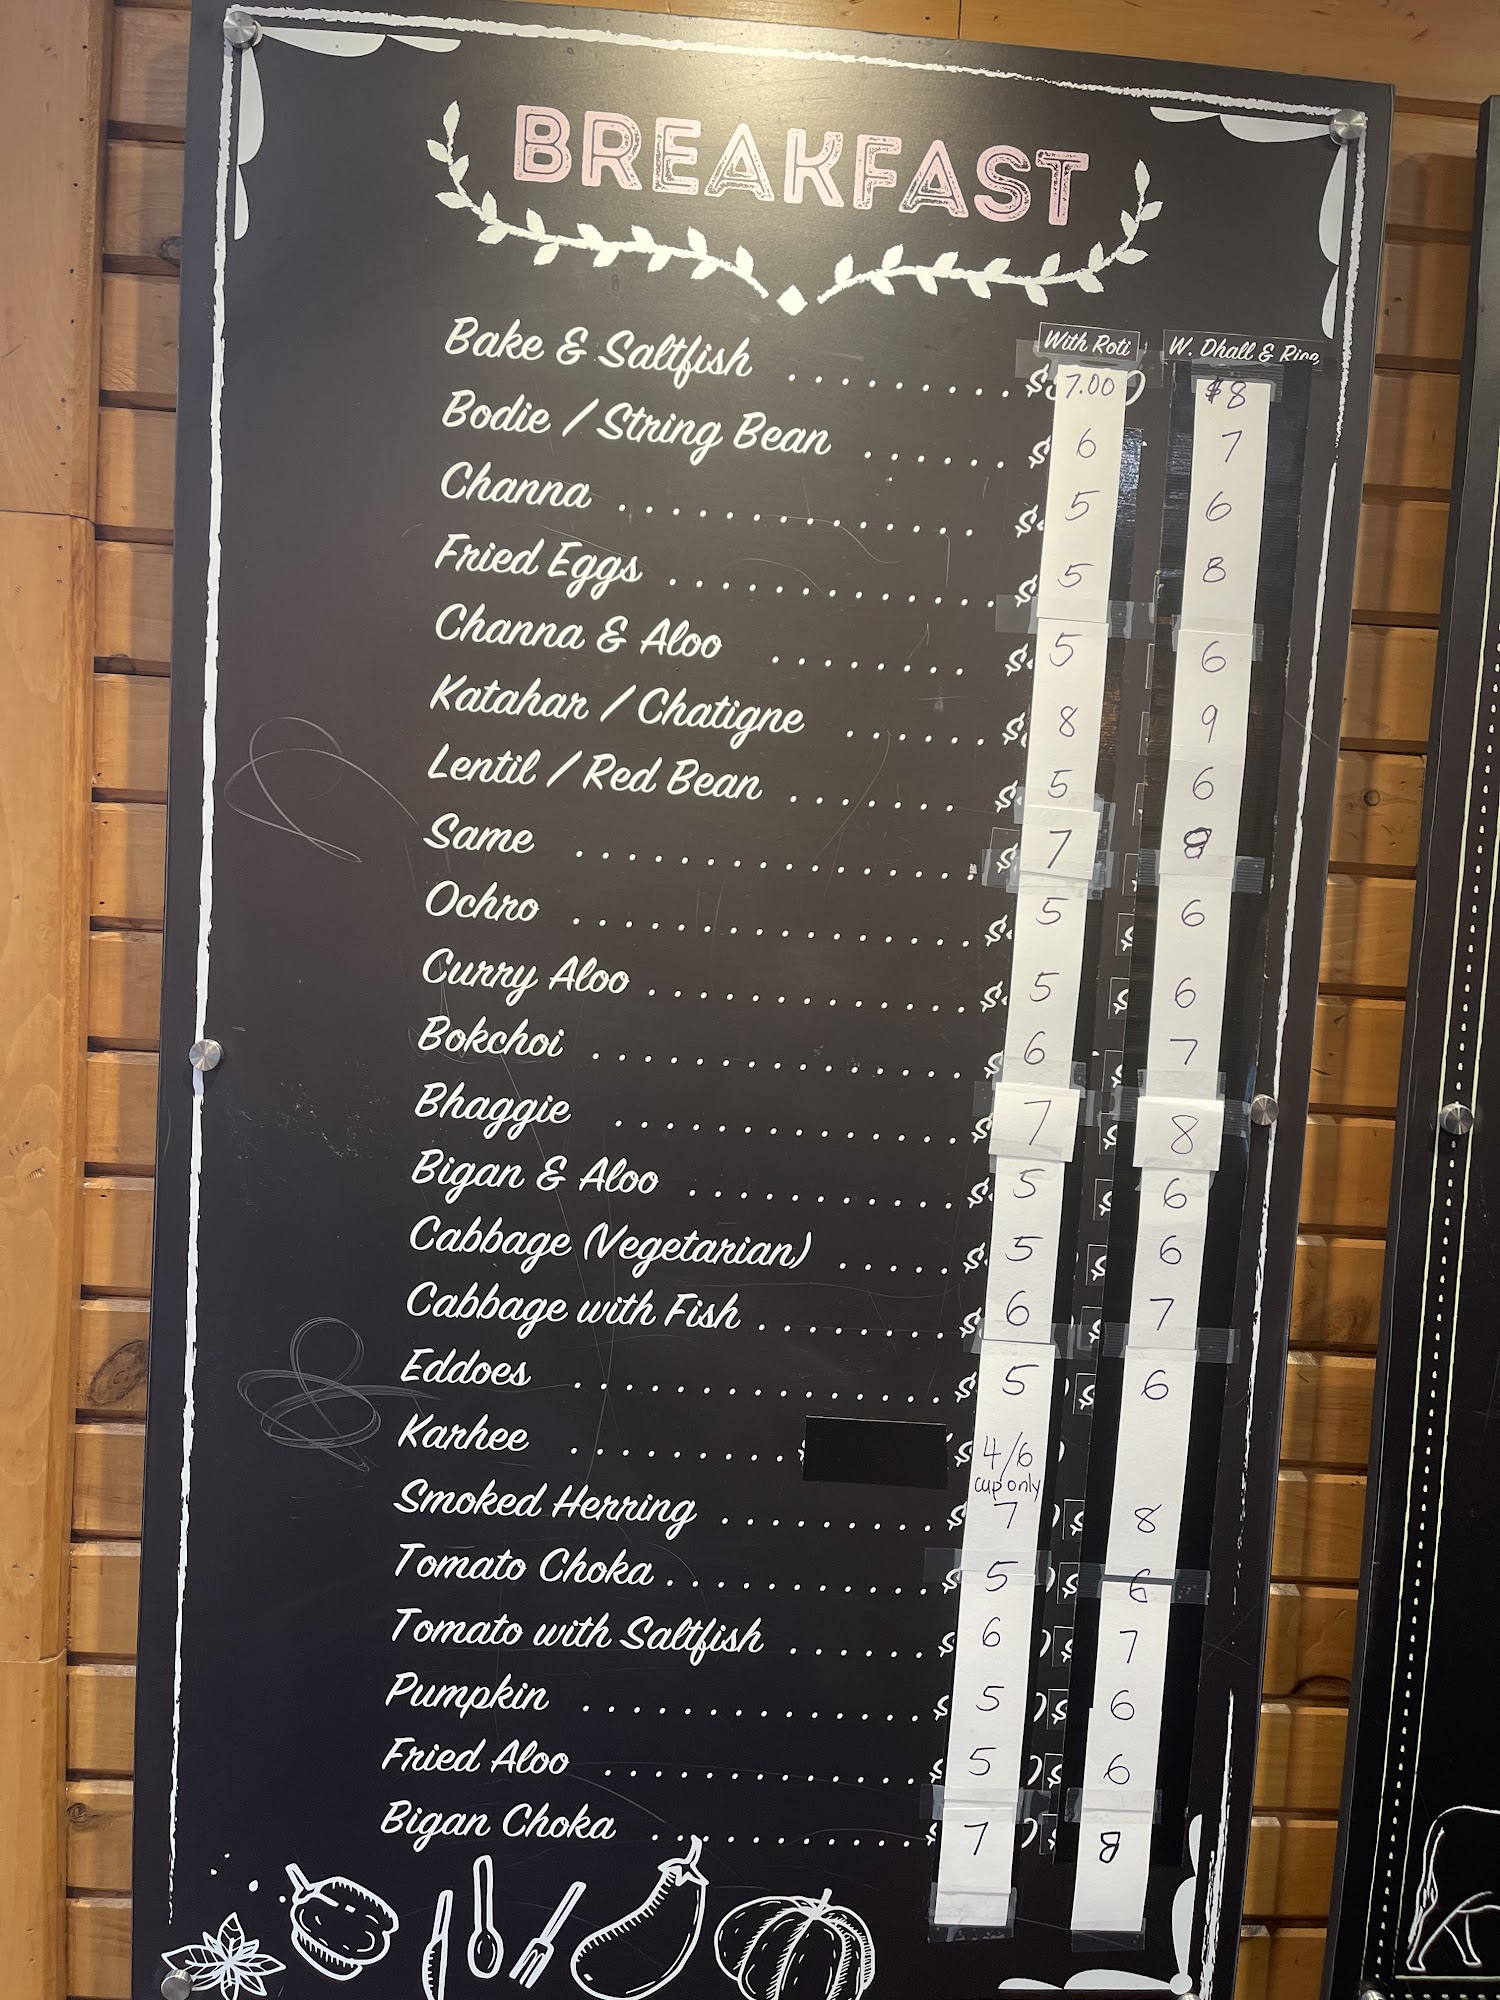 BREAKFAST
With Roti W. Dhall & Rice
Bake & Saltfish ........... $ 7.00 $8
Bodie / String Bean ...... $ 6 7
Channa .............. $ 5 6
Fried Eggs ............. $ 5 8
Channa & Aloo ........ $ 5 6
Katahar / Chatigne ...... $ 8 9
Lentil / Red Bean ....... $ 5 6
Same ................ $ 7 8
Ochro ................ $ 5 $ 6
Curry Aloo .............. $ 5 $ 6
Bokchoi ................ $ 6 $ 7
Bhaggie ............... $ 7 $ 8
Bigan & Aloo ............ $ 5 $ 6
Cabbage (Vegetarian) ..... $ 5 $ 6
Cabbage with Fish ........ $ 6 $ 7
Eddoes ................ $ 5 $ 6
Karhee ......... $ 4/6
cup only
Smoked Herring .......... $ 7 $ 8
Tomato Choka ............ $ 5 $ 6
Tomato with Saltfish ...... $ 6 $ 7
Pumpkin ............... $ 5 $ 6
Fried Aloo .............. $ 5 $ 6
Bigan Choka ............ $ 7 $ 8